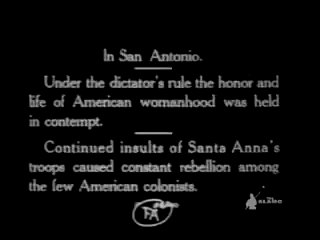 In San Antonio.
Under the dictator's rule the honor and
life of American womanhood was held
in contempt.
Continued insults of Santa Anna's
troops caused constant rebellion among
the few American colonists.
FA
ALAMO